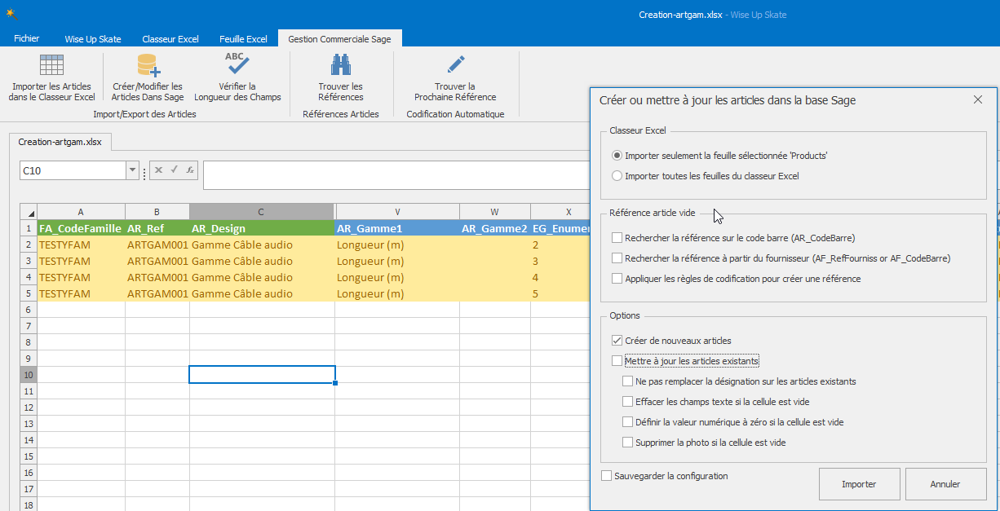 Creation-artgam.xlsx - Wise Up Skate
Fichier Wise Up Skate Classeur Excel Feuille Excel Gestion Commerciale Sage
Importer les Articles
dans le Classeur Excel
Créer/Modifier les
Articles Dans Sage
ABC
Vérifier la
Longueur des Champs
Import/Export des Articles
Trouver les
Références
Références Articles
Trouver la
Prochaine Référence
Codification Automatique
Creation-artgam.xlsx
C10
fx
A B C V W X
1 FA_CodeFamille AR_Ref AR_Design AR_Gamme1 AR_Gamme2 EG_Enumer
2 TESTYFAM ARTGAM001 Gamme Câble audio Longueur (m) 2
3 TESTYFAM ARTGAM001 Gamme Câble audio Longueur (m) 3
4 TESTYFAM ARTGAM001 Gamme Câble audio Longueur (m) 4
5 TESTYFAM ARTGAM001 Gamme Câble audio Longueur (m) 5
6
7
8
9
10
11
12
13
14
15
16
17
18
Créer ou mettre à jour les articles dans la base Sage
Classeur Excel
Importer seulement la feuille sélectionnée 'Products'
Importer toutes les feuilles du classeur Excel
Référence article vide
Rechercher la référence sur le code barre (AR_CodeBarre)
Rechercher la référence à partir du fournisseur (AF_RefFourniss or AF_CodeBarre)
Appliquer les règles de codification pour créer une référence
Options
Créer de nouveaux articles
Mettre à jour les articles existants
Ne pas remplacer la désignation sur les articles existants
Effacer les champs texte si la cellule est vide
Définir la valeur numérique à zéro si la cellule est vide
Supprimer la photo si la cellule est vide
Sauvegarder la configuration
Importer Annuler